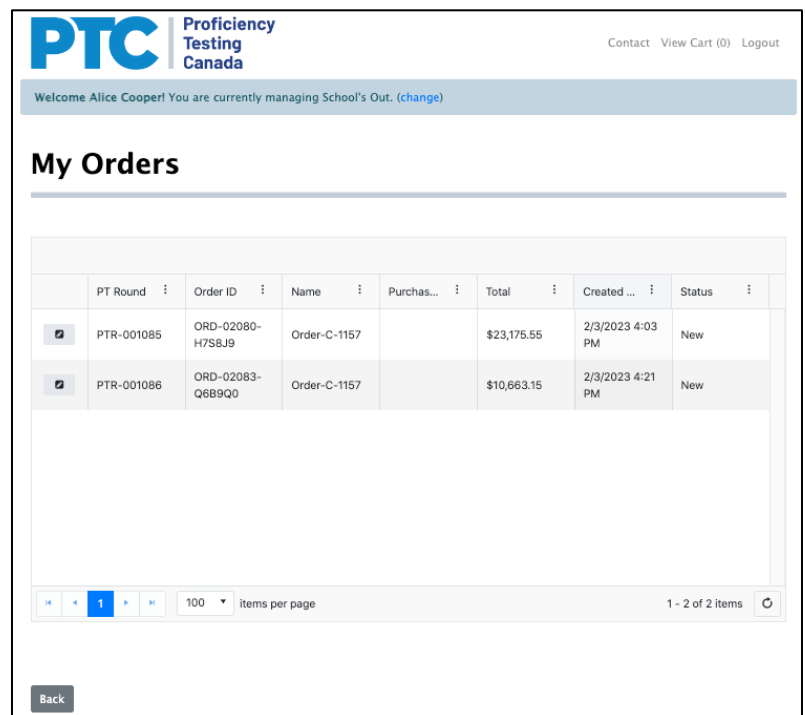 PTC Proficiency Testing Canada
Contact View Cart (0) Logout
Welcome Alice Cooper! You are currently managing School's Out. (change)
My Orders
PT Round Order ID Name Purchas... Total Created ... Status
PTR-001085 ORD-02080-H7S8J9 Order-C-1157 $23,175.55 2/3/2023 4:03 PM New
PTR-001086 ORD-02083-Q6B9Q0 Order-C-1157 $10,663.15 2/3/2023 4:21 PM New
1 100 items per page 1 - 2 of 2 items
Back